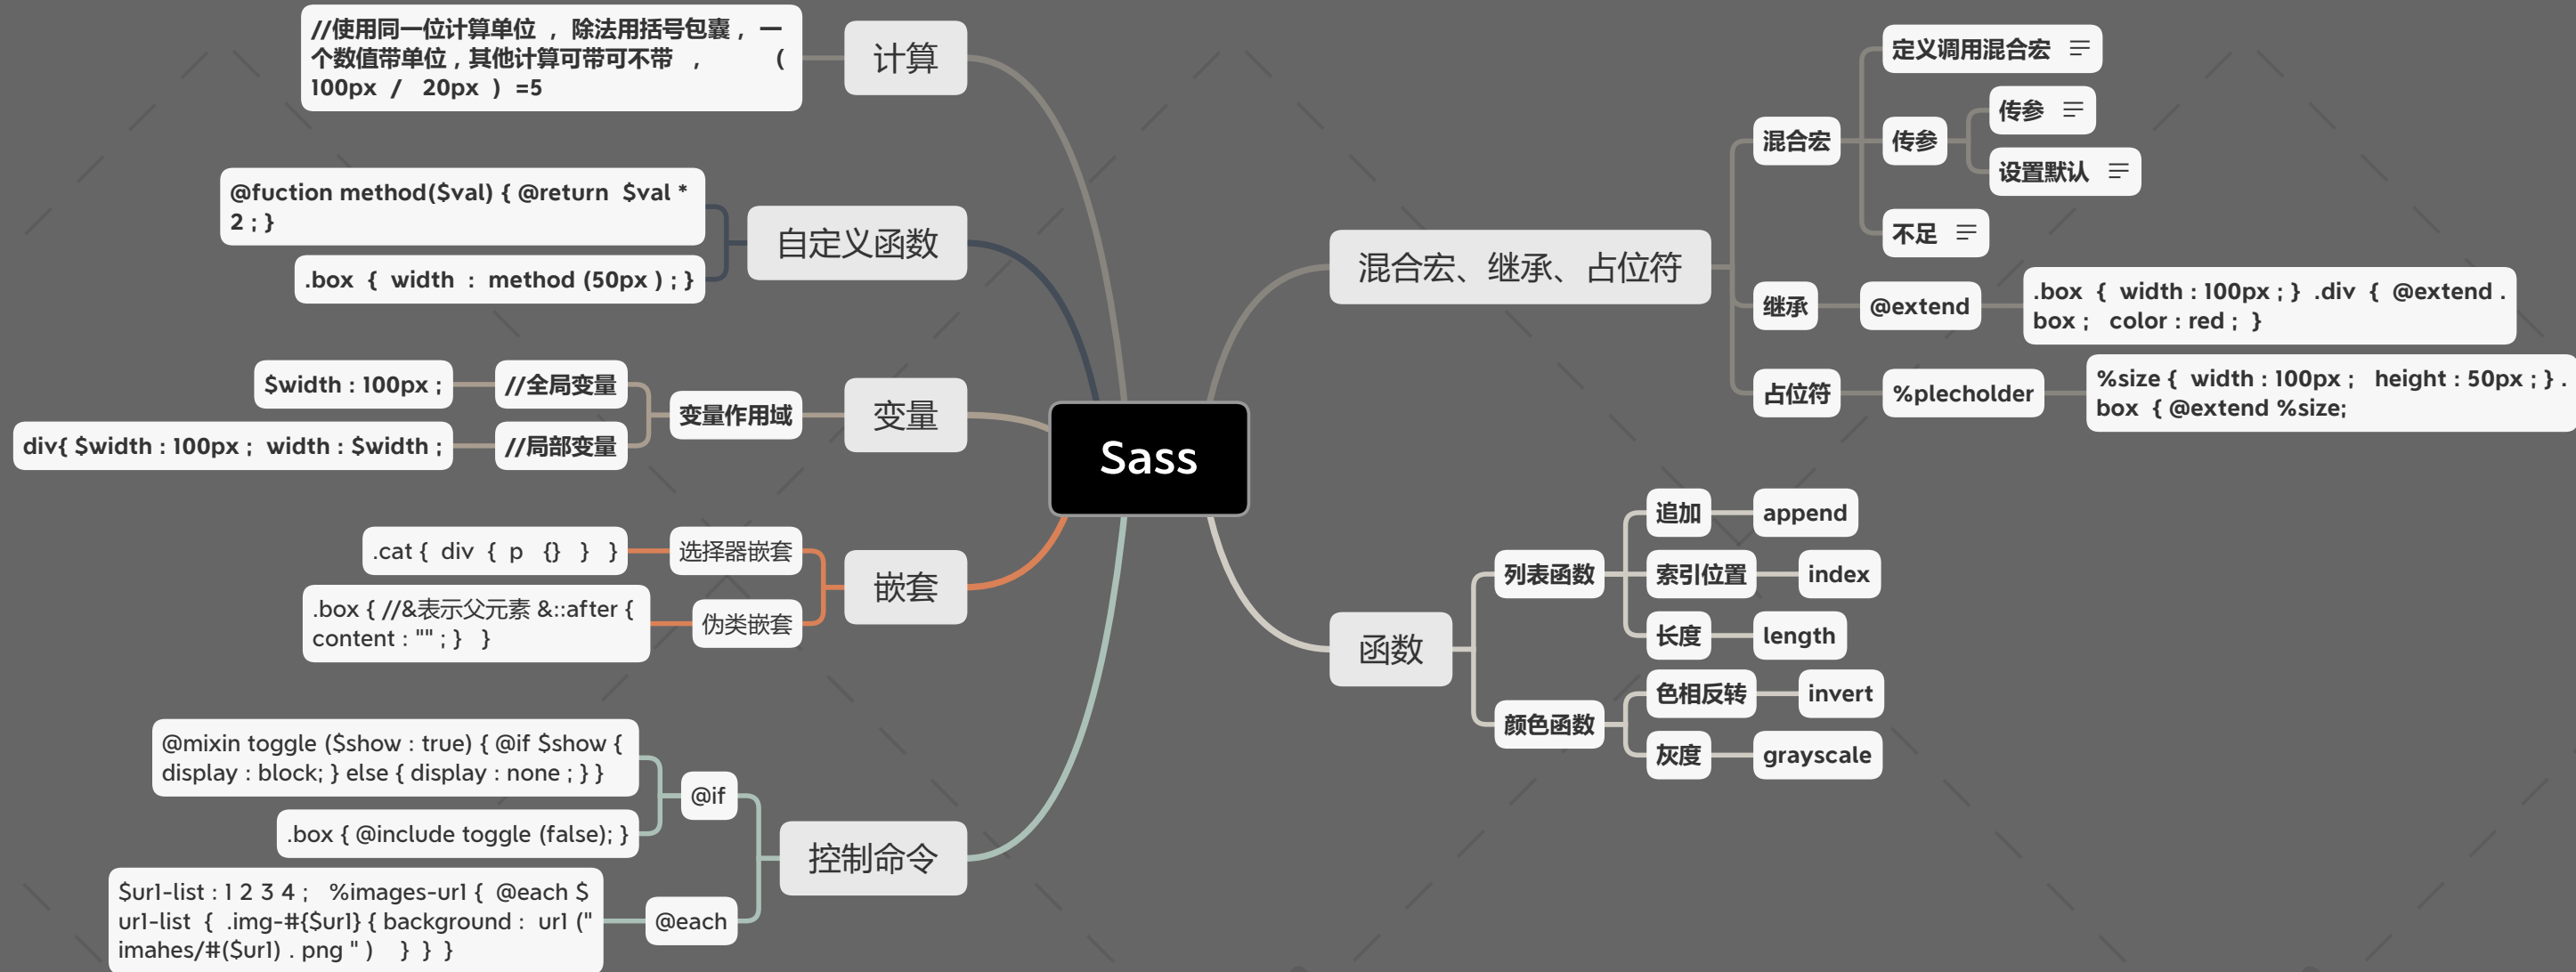 Sass
计算
//使用同一位计算单位 ，除法用括号包囊，一
个数值带单位，其他计算可带可不带 ， (
100px / 20px ) =5
自定义函数
@fuction method($val) { @return $val *
2 ; }
.box { width : method (50px ) ; }
变量
变量作用域
//全局变量
$width : 100px ;
//局部变量
div{ $width : 100px ; width : $width ;
嵌套
选择器嵌套
.cat { div { p {} } }
伪类嵌套
.box { //&表示父元素 &::after {
content : "" ; } }
控制命令
@if
@mixin toggle ($show : true) { @if $show {
display : block; } else { display : none ; } }
.box { @include toggle (false); }
@each
$url-list : 1 2 3 4 ; %images-url { @each $
url-list { .img-#{$url} { background : url ("
imahes/#($url) . png " ) } } }
混合宏、继承、占位符
混合宏
定义调用混合宏
传参
传参
设置默认
不足
继承
@extend
.box { width : 100px ; } .div { @extend .
box ; color : red ; }
占位符
%plecholder
%size { width : 100px ; height : 50px ; } .
box { @extend %size;
函数
列表函数
追加
append
索引位置
index
长度
length
颜色函数
色相反转
invert
灰度
grayscale